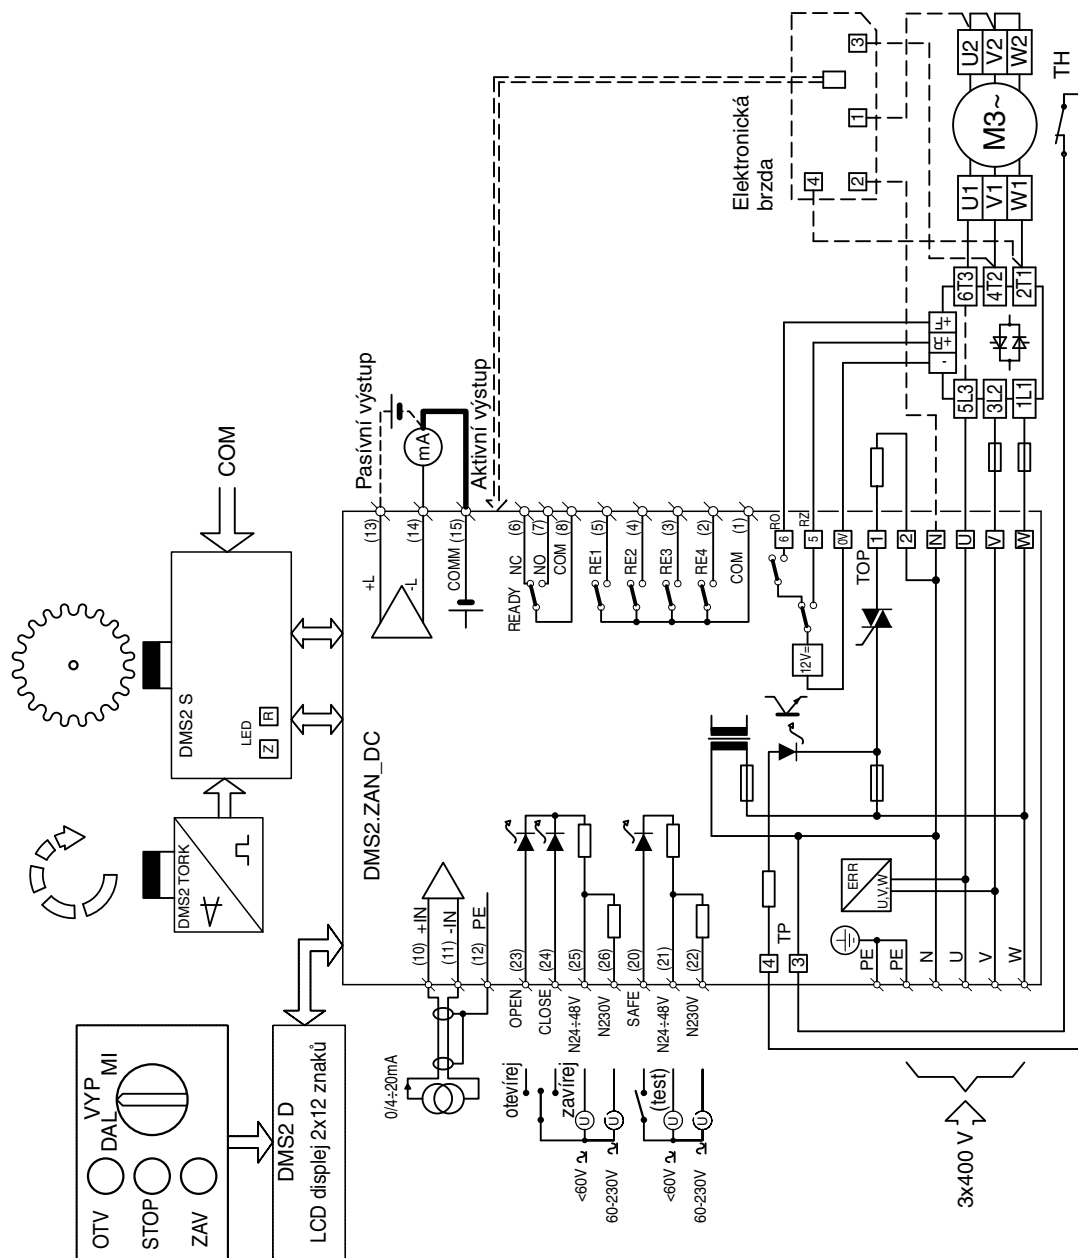 OTV
STOP
ZAV
DAL
VYP
MI
DMS2 D
LCD displej 2x12 znaků
DMS2 TORK
DMS2 S
LED
Z
R
COM
DMS2.ZAN_DC
Pasívní výstup
Aktivní výstup
mA
+L
(13)
-L
(14)
COMM (15)
READY
NC
(6)
NO
(7)
COM
(8)
RE1
(5)
RE2
(4)
RE3
(3)
RE4
(2)
COM
(1)
0/4÷20mA
(10) +IN
(11) -IN
(12) PE
OPEN
(23)
CLOSE
(24)
N24÷48V
(25)
N230V
(26)
SAFE
(20)
N24÷48V
(21)
N230V
(22)
otevírej
zavírej
<60V
U
60-230V
U
(test)
<60V
U
60-230V
U
4
TP
3
PE
PE
N
U
V
W
ERR
U,V,W
12V=
RO
6
RZ
5
0V
TOP
1
2
N
U
V
W
3x400 V
Elektronická
brzda
3
1
4
2
-
+R
+F
5L3
3L2
1L1
6T3
4T2
2T1
U1
V1
W1
M3~
U2
V2
W2
TH